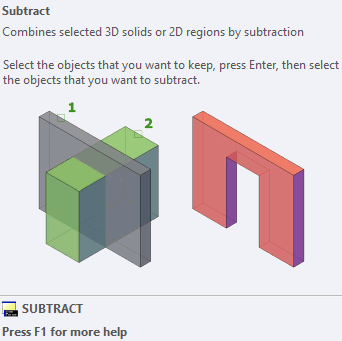 Subtract
Combines selected 3D solids or 2D regions by subtraction
Select the objects that you want to keep, press Enter, then select
the objects that you want to subtract.
1
2
SUBTRACT
Press F1 for more help